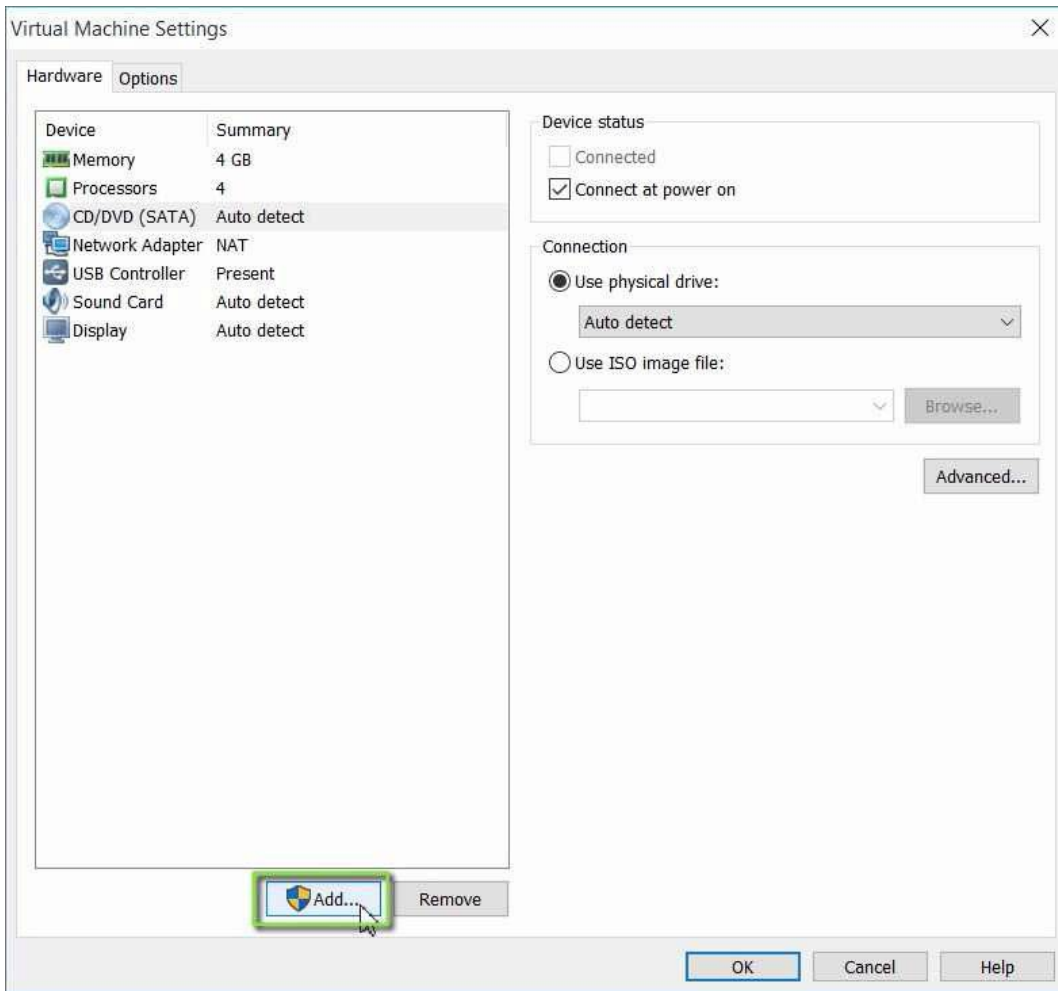 Virtual Machine Settings
Hardware Options
Device Summary
Memory 4 GB
Processors 4
CD/DVD (SATA) Auto detect
Network Adapter NAT
USB Controller Present
Sound Card Auto detect
Display Auto detect
Add...
Remove
Device status
Connected
Connect at power on
Connection
Use physical drive:
Auto detect
Use ISO image file:
Browse...
Advanced...
OK Cancel Help